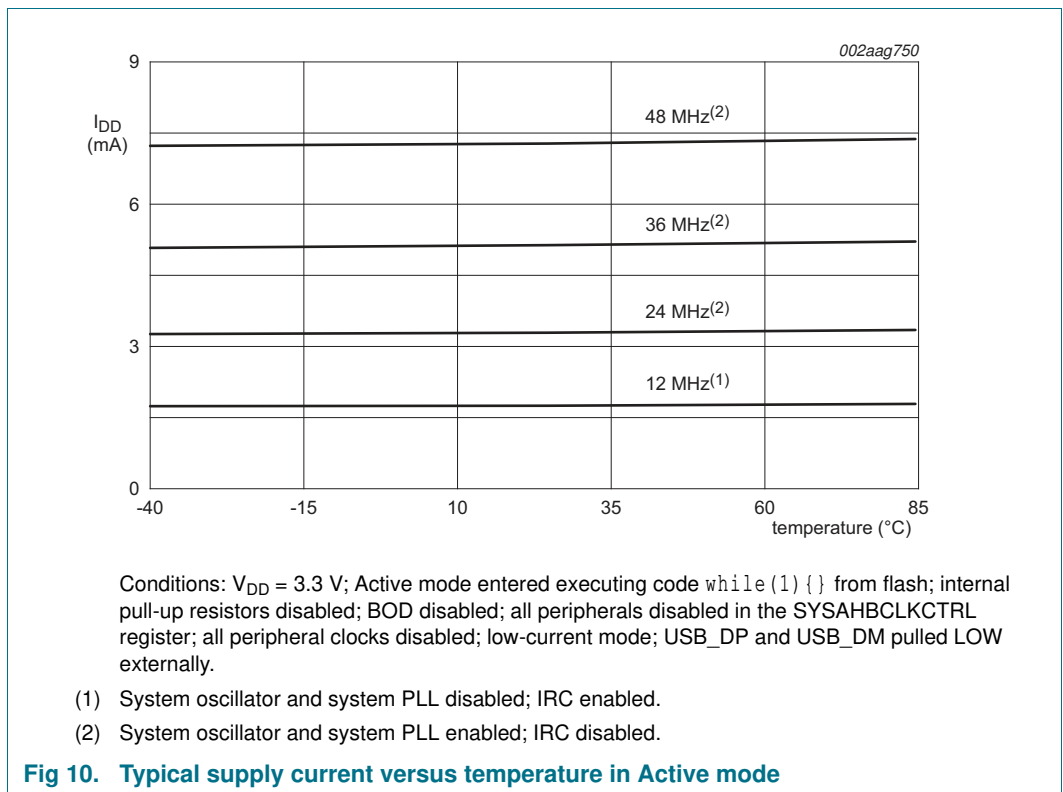 002aag750
9
IDD
(mA)
48 MHz(2)
6
36 MHz(2)
24 MHz(2)
3
12 MHz(1)
0
-40 -15 10 35 60 85
temperature (°C)
Conditions: VDD = 3.3 V; Active mode entered executing code while(1){} from flash; internal
pull-up resistors disabled; BOD disabled; all peripherals disabled in the SYSAHBCLKCTRL
register; all peripheral clocks disabled; low-current mode; USB_DP and USB_DM pulled LOW
externally.
(1) System oscillator and system PLL disabled; IRC enabled.
(2) System oscillator and system PLL enabled; IRC disabled.
Fig 10. Typical supply current versus temperature in Active mode